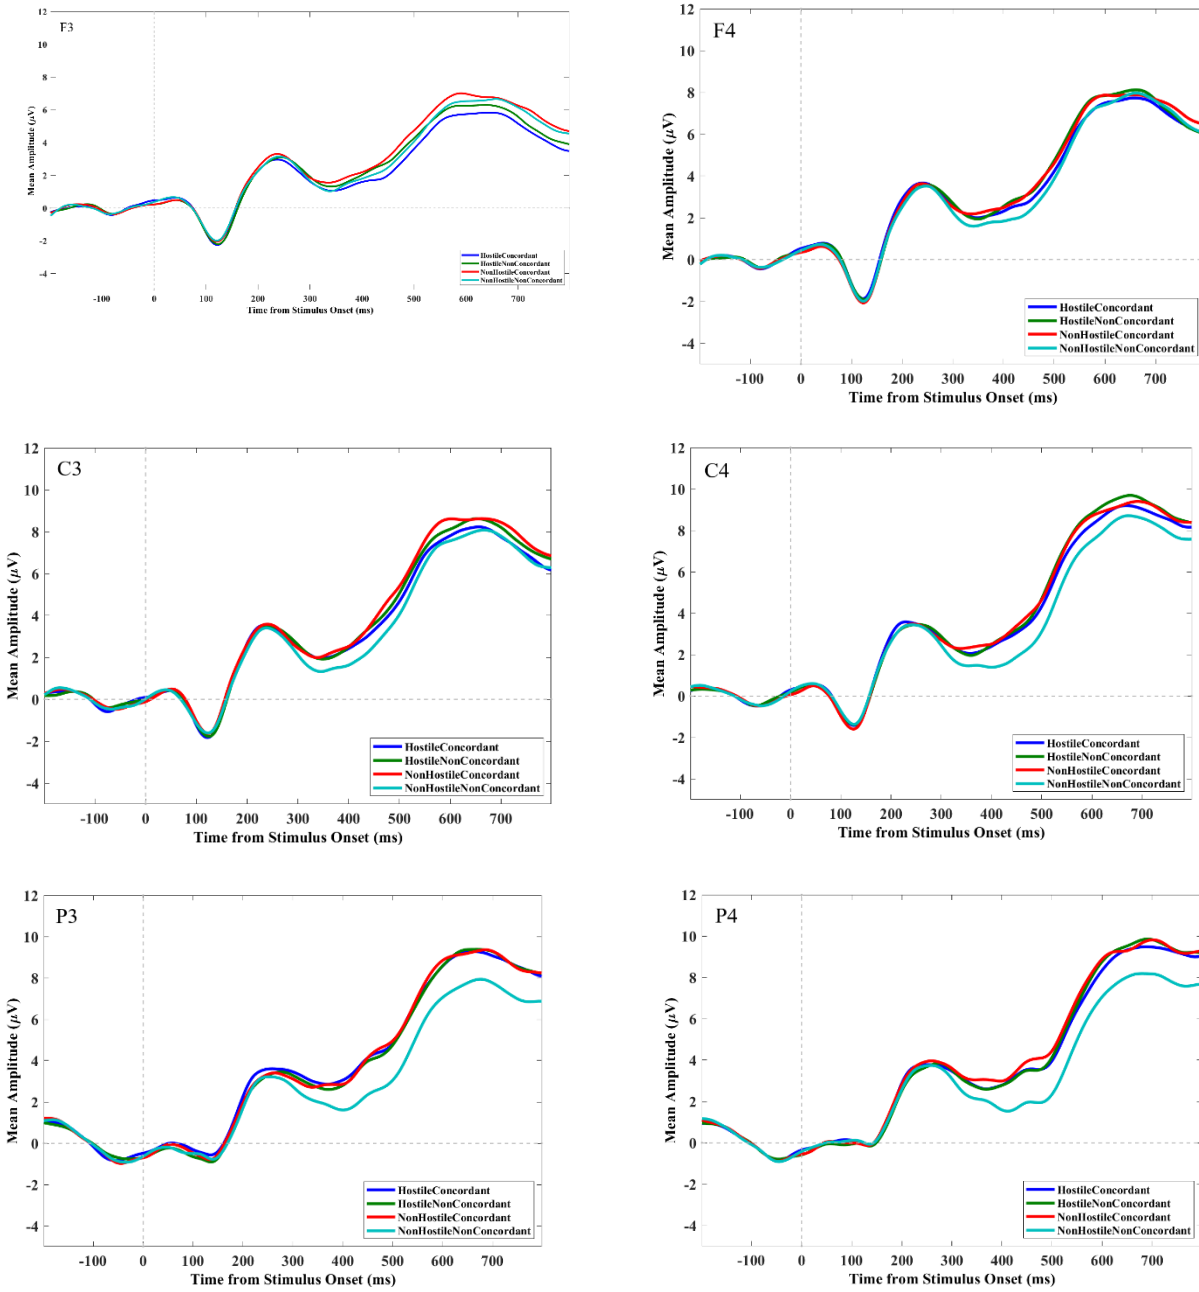 F3
12
10
8
6
4
2
0
-2
-4
Mean Amplitude (μV)
-100 0 100 200 300 400 500 600 700
Time from Stimulus Onset (ms)
HostileConcordant
HostileNonConcordant
NonHostileConcordant
NonHostileNonConcordant
F4
12
10
8
6
4
2
0
-2
-4
Mean Amplitude (μV)
-100 0 100 200 300 400 500 600 700
Time from Stimulus Onset (ms)
HostileConcordant
HostileNonConcordant
NonHostileConcordant
NonHostileNonConcordant
C3
12
10
8
6
4
2
0
-2
-4
Mean Amplitude (μV)
-100 0 100 200 300 400 500 600 700
Time from Stimulus Onset (ms)
HostileConcordant
HostileNonConcordant
NonHostileConcordant
NonHostileNonConcordant
C4
12
10
8
6
4
2
0
-2
-4
Mean Amplitude (μV)
-100 0 100 200 300 400 500 600 700
Time from Stimulus Onset (ms)
HostileConcordant
HostileNonConcordant
NonHostileConcordant
NonHostileNonConcordant
P3
12
10
8
6
4
2
0
-2
-4
Mean Amplitude (μV)
-100 0 100 200 300 400 500 600 700
Time from Stimulus Onset (ms)
HostileConcordant
HostileNonConcordant
NonHostileConcordant
NonHostileNonConcordant
P4
12
10
8
6
4
2
0
-2
-4
Mean Amplitude (μV)
-100 0 100 200 300 400 500 600 700
Time from Stimulus Onset (ms)
HostileConcordant
HostileNonConcordant
NonHostileConcordant
NonHostileNonConcordant